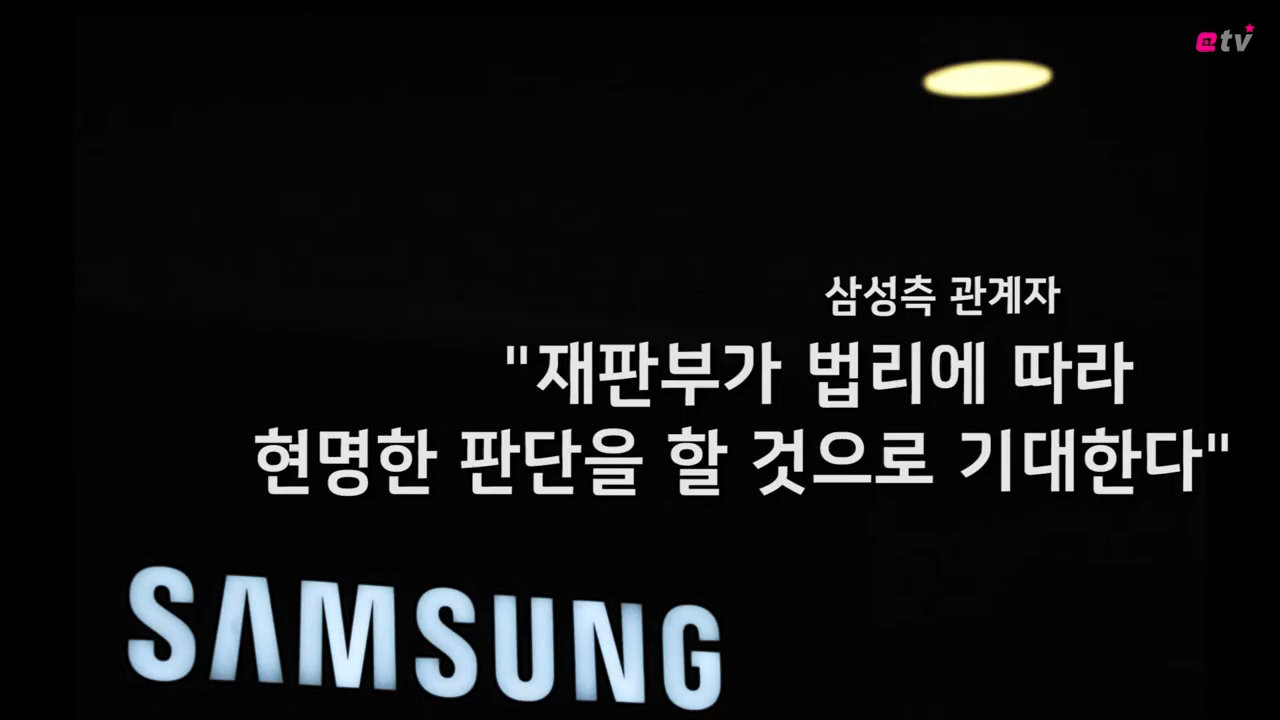 etv
삼성측 관계자
"재판부가 법리에 따라
현명한 판단을 할 것으로 기대한다"
SAMSUNG